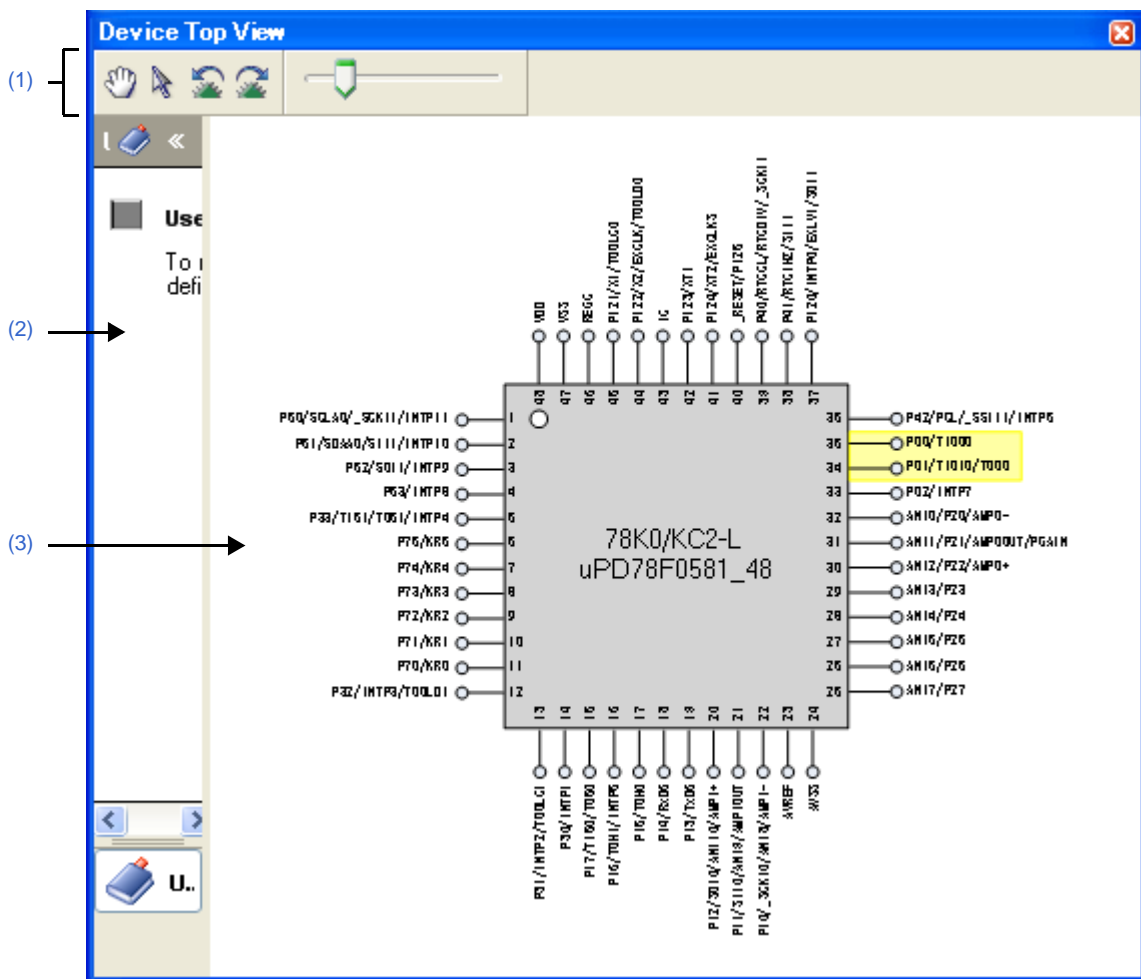 Device Top View
(1)
Use
To
defi
(2)
(3)
U..
VDD
VSS
REGC
P121/X1/TOOLC0
P122/X2/EXCLK/TOOLD0
IC
P123/XT1
P124/XT2/EXCLKS
_RESET/P125
P40/RTCCL/RTCDIV/_SCK11
P41/RTC1HZ/SI11
P120/INTP0/EXLVI/SO11
48
47
46
45
44
43
42
41
40
39
38
37
P60/SCLA0/_SCK11/INTP11 1
P61/SDAA0/SI11/INTP10 2
P62/SO11/INTP9 3
P63/INTP8 4
P33/TI51/TO51/INTP4 5
P75/KR5 6
P74/KR4 7
P73/KR3 8
P72/KR2 9
P71/KR1 10
P70/KR0 11
P32/INTP3/TOOLD1 12
78K0/KC2-L
uPD78F0581_48
36 P42/PCL/_SSI11/INTP6
35 P00/TI000
34 P01/TI010/TO00
33 P02/INTP7
32 ANI0/P20/AMP0-
31 ANI1/P21/AMP0OUT/PGAIN
30 ANI2/P22/AMP0+
29 ANI3/P23
28 ANI4/P24
27 ANI5/P25
26 ANI6/P26
25 ANI7/P27
13
14
15
16
17
18
19
20
21
22
23
24
P31/INTP2/TOOLC1
P30/INTP1
P17/TI50/TO50
P16/TOH1/INTP5
P15/TOH0
P14/RxD6
P13/TxD6
P12/SO10/ANI10/AMP1+
P11/SI10/ANI9/AMP1OUT
P10/_SCK10/ANI8/AMP1-
AVREF
AVSS